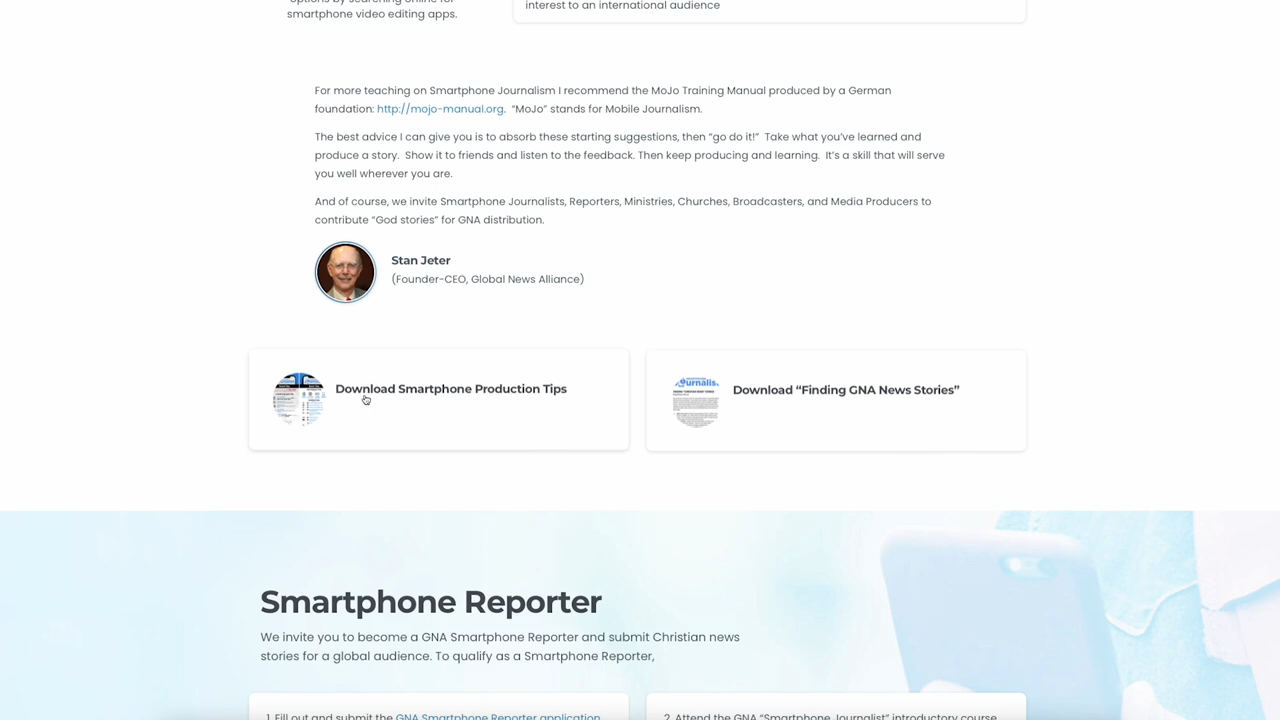 Options by searching online for
smartphone video editing apps.
interest to an international audience
For more teaching on Smartphone Journalism I recommend the MoJo Training Manual produced by a German
foundation: http://mojo-manual.org.  “MoJo” stands for Mobile Journalism.
The best advice I can give you is to absorb these starting suggestions, then “go do it!”  Take what you’ve learned and
produce a story.  Show it to friends and listen to the feedback. Then keep producing and learning.  It’s a skill that will serve
you well wherever you are.
And of course, we invite Smartphone Journalists, Reporters, Ministries, Churches, Broadcasters, and Media Producers to
contribute “God stories” for GNA distribution.
Stan Jeter
(Founder-CEO, Global News Alliance)
Download Smartphone Production Tips
Download “Finding GNA News Stories”
Smartphone Reporter
We invite you to become a GNA Smartphone Reporter and submit Christian news
stories for a global audience. To qualify as a Smartphone Reporter,
1. Fill out and submit the GNA Smartphone Reporter application
2. Attend the GNA “Smartphone Journalist” introductory course